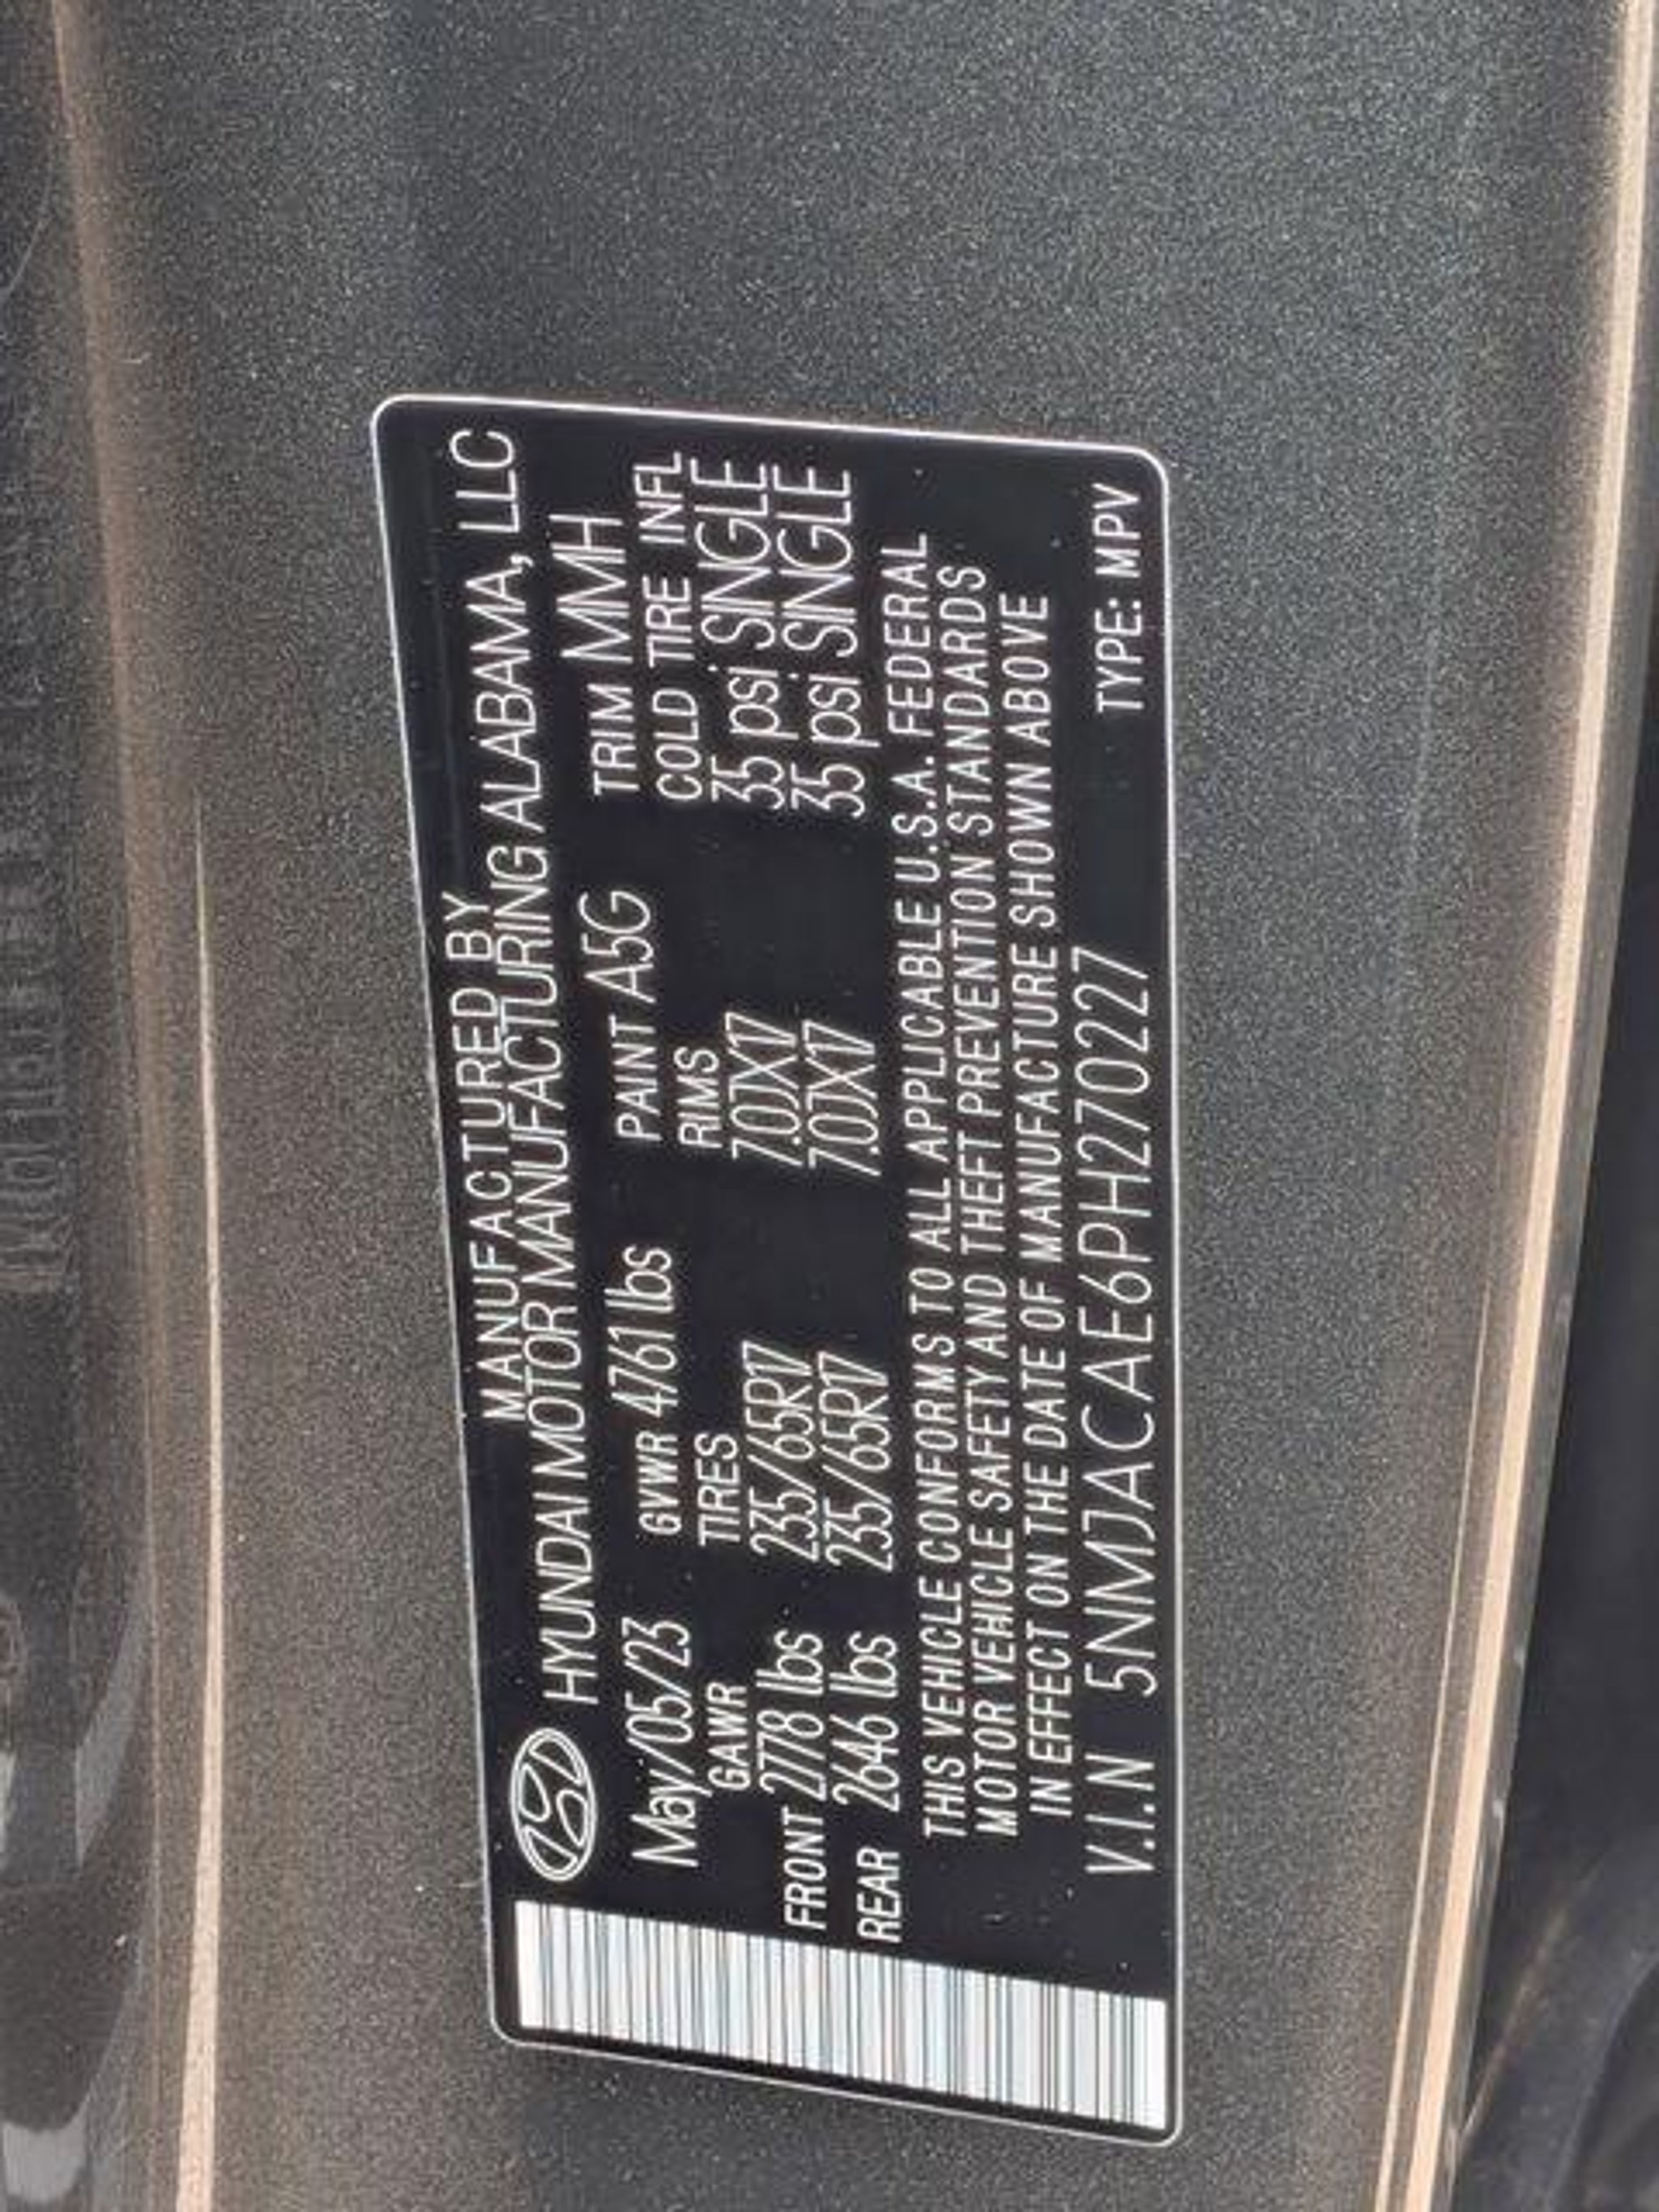 MANUFACTURED BY
HYUNDAI MOTOR MANUFACTURING ALABAMA, LLC
May/05/23 GVWR 4761 lbs PAINT A5G TRIM MMH
GAWR TIRES RIMS COLD TIRE INFL
FRONT 2778 lbs 235/65R17 7.0JX17 35 psi SINGLE
REAR 2646 lbs 235/65R17 7.0JX17 35 psi SINGLE
THIS VEHICLE CONFORMS TO ALL APPLICABLE U.S.A. FEDERAL
MOTOR VEHICLE SAFETY AND THEFT PREVENTION STANDARDS
IN EFFECT ON THE DATE OF MANUFACTURE SHOWN ABOVE
V.I.N 5NMJACAE6PH270227 TYPE: MPV